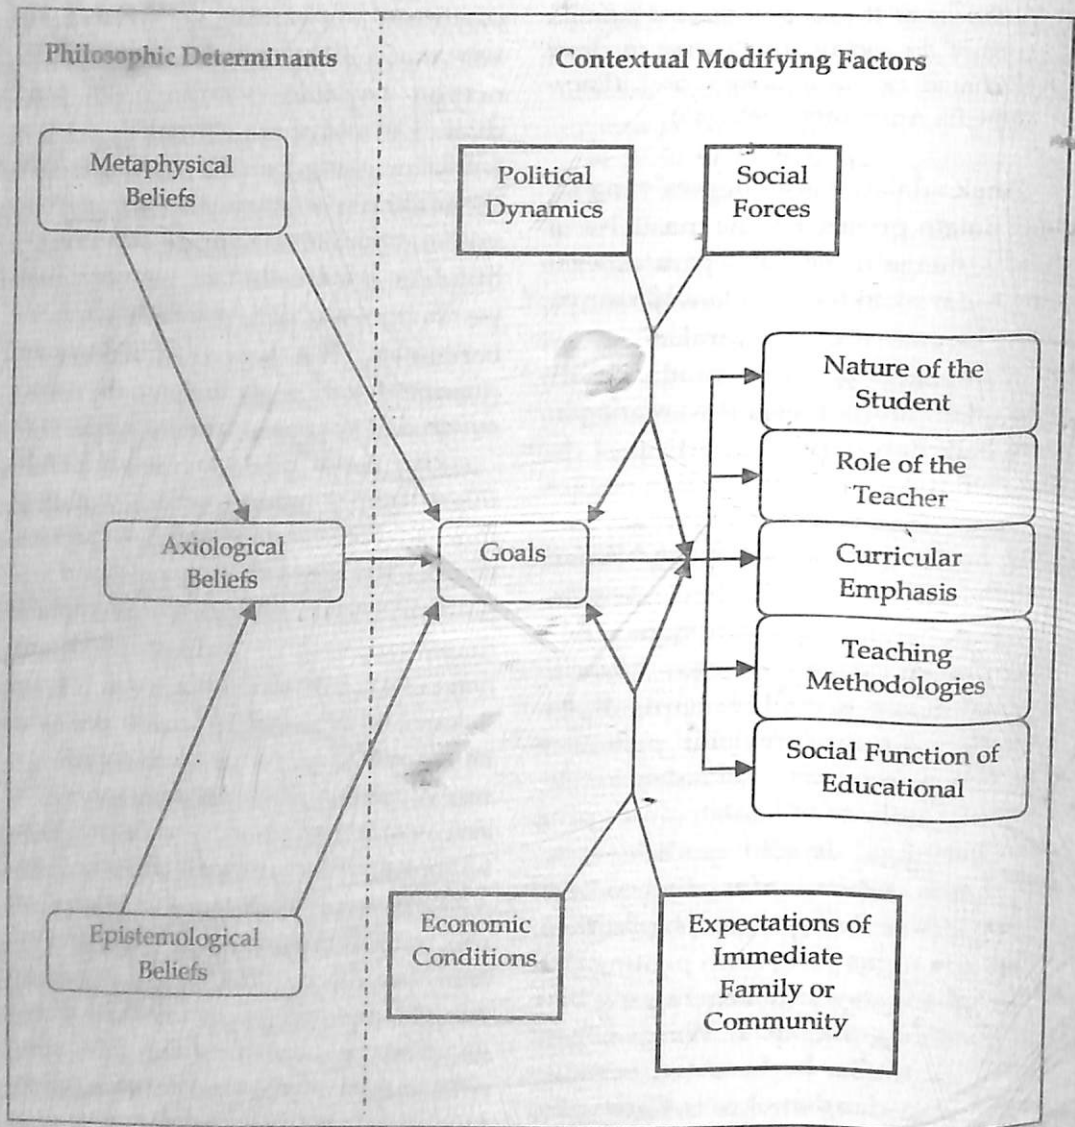 Philosophic Determinants
Contextual Modifying Factors
Metaphysical
Beliefs
Political
Dynamics
Social
Forces
Nature of the
Student
Role of the
Teacher
Axiological
Beliefs
Goals
Curricular
Emphasis
Teaching
Methodologies
Social Function of
Educational
Epistemological
Beliefs
Economic
Conditions
Expectations of
Immediate
Family or
Community